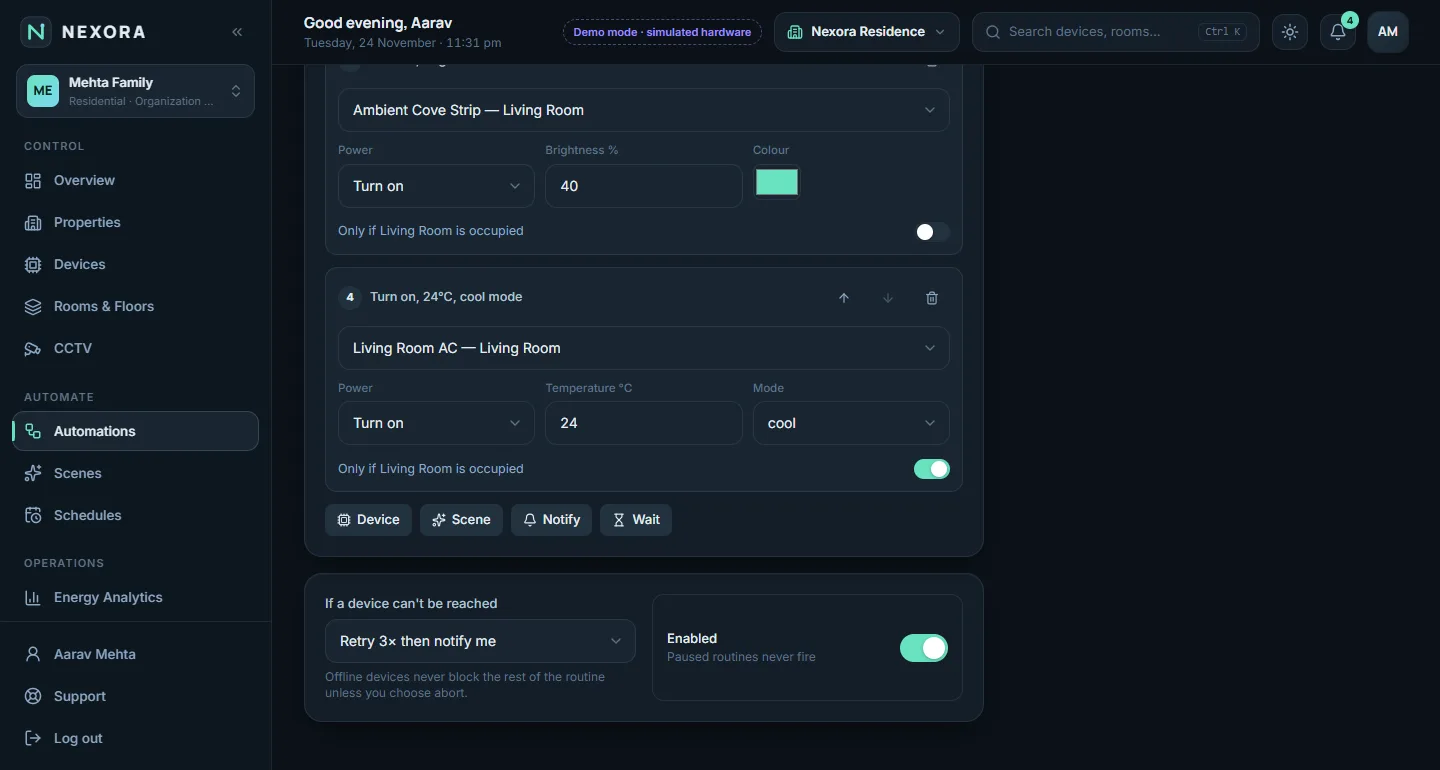 NEXORA
Good evening, Aarav
Tuesday, 24 November · 11:31 pm
Demo mode · simulated hardware
Nexora Residence
Search devices, rooms...
Ctrl K
4
AM
ME
Mehta Family
Residential · Organization ...
CONTROL
Overview
Properties
Devices
Rooms & Floors
CCTV
AUTOMATE
Automations
Scenes
Schedules
OPERATIONS
Energy Analytics
Aarav Mehta
Support
Log out
Ambient Cove Strip — Living Room
Power
Brightness %
Colour
Turn on
40
Only if Living Room is occupied
4
Turn on, 24°C, cool mode
Living Room AC — Living Room
Power
Temperature °C
Mode
Turn on
24
cool
Only if Living Room is occupied
Device
Scene
Notify
Wait
If a device can't be reached
Retry 3× then notify me
Offline devices never block the rest of the routine
unless you choose abort.
Enabled
Paused routines never fire